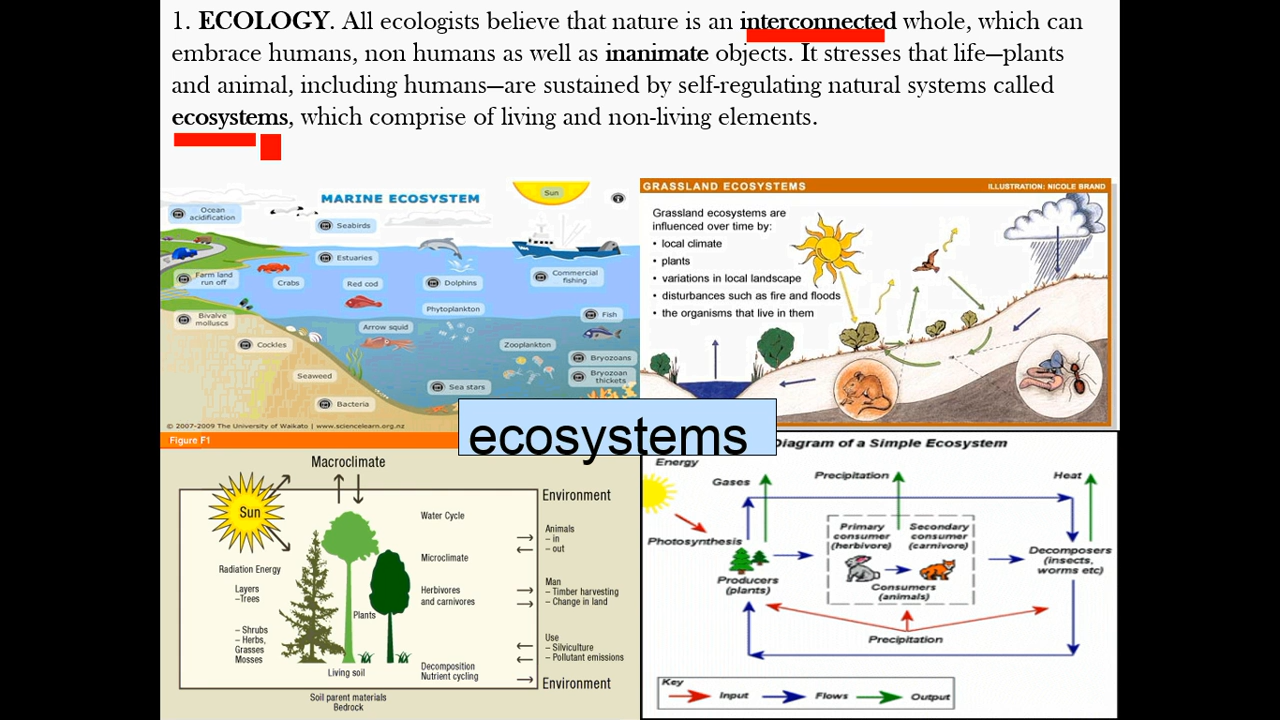 1. ECOLOGY. All ecologists believe that nature is an interconnected whole, which can
embrace humans, non humans as well as inanimate objects. It stresses that life—plants
and animal, including humans—are sustained by self-regulating natural systems called
ecosystems, which comprise of living and non-living elements.
MARINE ECOSYSTEM
Sun
Ocean
acidification
Seabirds
Estuaries
Farm land
run off
Crabs
Red cod
Dolphins
Commercial
fishing
Phytoplankton
Bivalve
molluscs
Arrow squid
Fish
Cockles
Zooplankton
Bryozoans
Seaweed
Sea stars
Bryozoan
thickets
Bacteria
© 2007-2009 The University of Waikato | www.sciencelearn.org.nz
GRASSLAND ECOSYSTEMS
ILLUSTRATION: NICOLE BRAND
Grassland ecosystems are
influenced over time by:
• local climate
• plants
• variations in local landscape
• disturbances such as fire and floods
• the organisms that live in them
ecosystems
Figure F1
Macroclimate
Sun
Environment
Water Cycle
Animals
– in
– out
Microclimate
Radiation Energy
Layers
–Trees
Herbivores
and carnivores
Man
– Timber harvesting
– Change in land
Plants
– Shrubs
– Herbs,
Grasses
Mosses
Use
– Silviculture
– Pollutant emissions
Living soil
Decomposition
Nutrient cycling
Environment
Soil parent materials
Bedrock
Diagram of a Simple Ecosystem
Energy
Gases
Precipitation
Heat
Photosynthesis
Primary
consumer
(herbivore)
Secondary
consumer
(carnivore)
Decomposers
(insects,
worms etc)
Producers
(plants)
Consumers
(animals)
Precipitation
Key
Input
Flows
Output